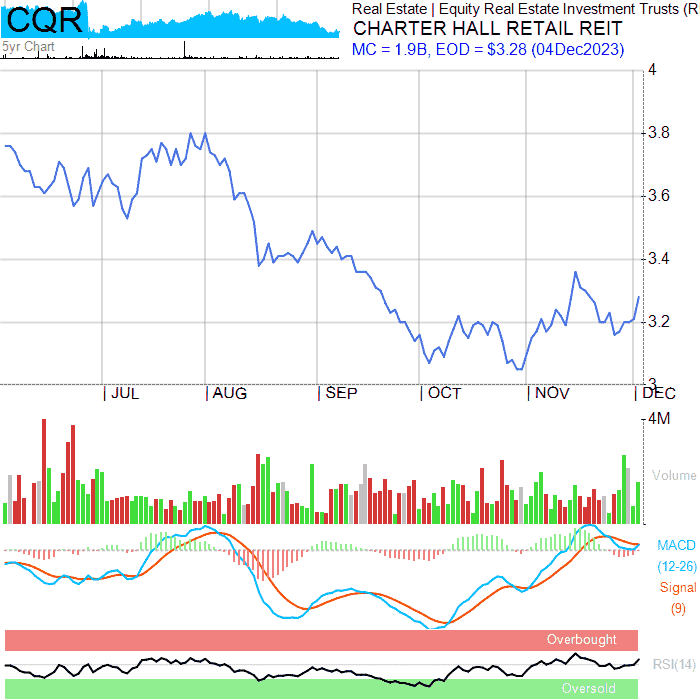 CQR
5yr Chart
Real Estate | Equity Real Estate Investment Trusts (R
CHARTER HALL RETAIL REIT
MC = 1.9B, EOD = $3.28 (04Dec2023)
4
3.8
3.6
3.4
3.2
3
| JUL | AUG | SEP | OCT | NOV | DEC
4M
Volume
MACD
(12-26)
Signal
(9)
Overbought
RSI(14)
Oversold